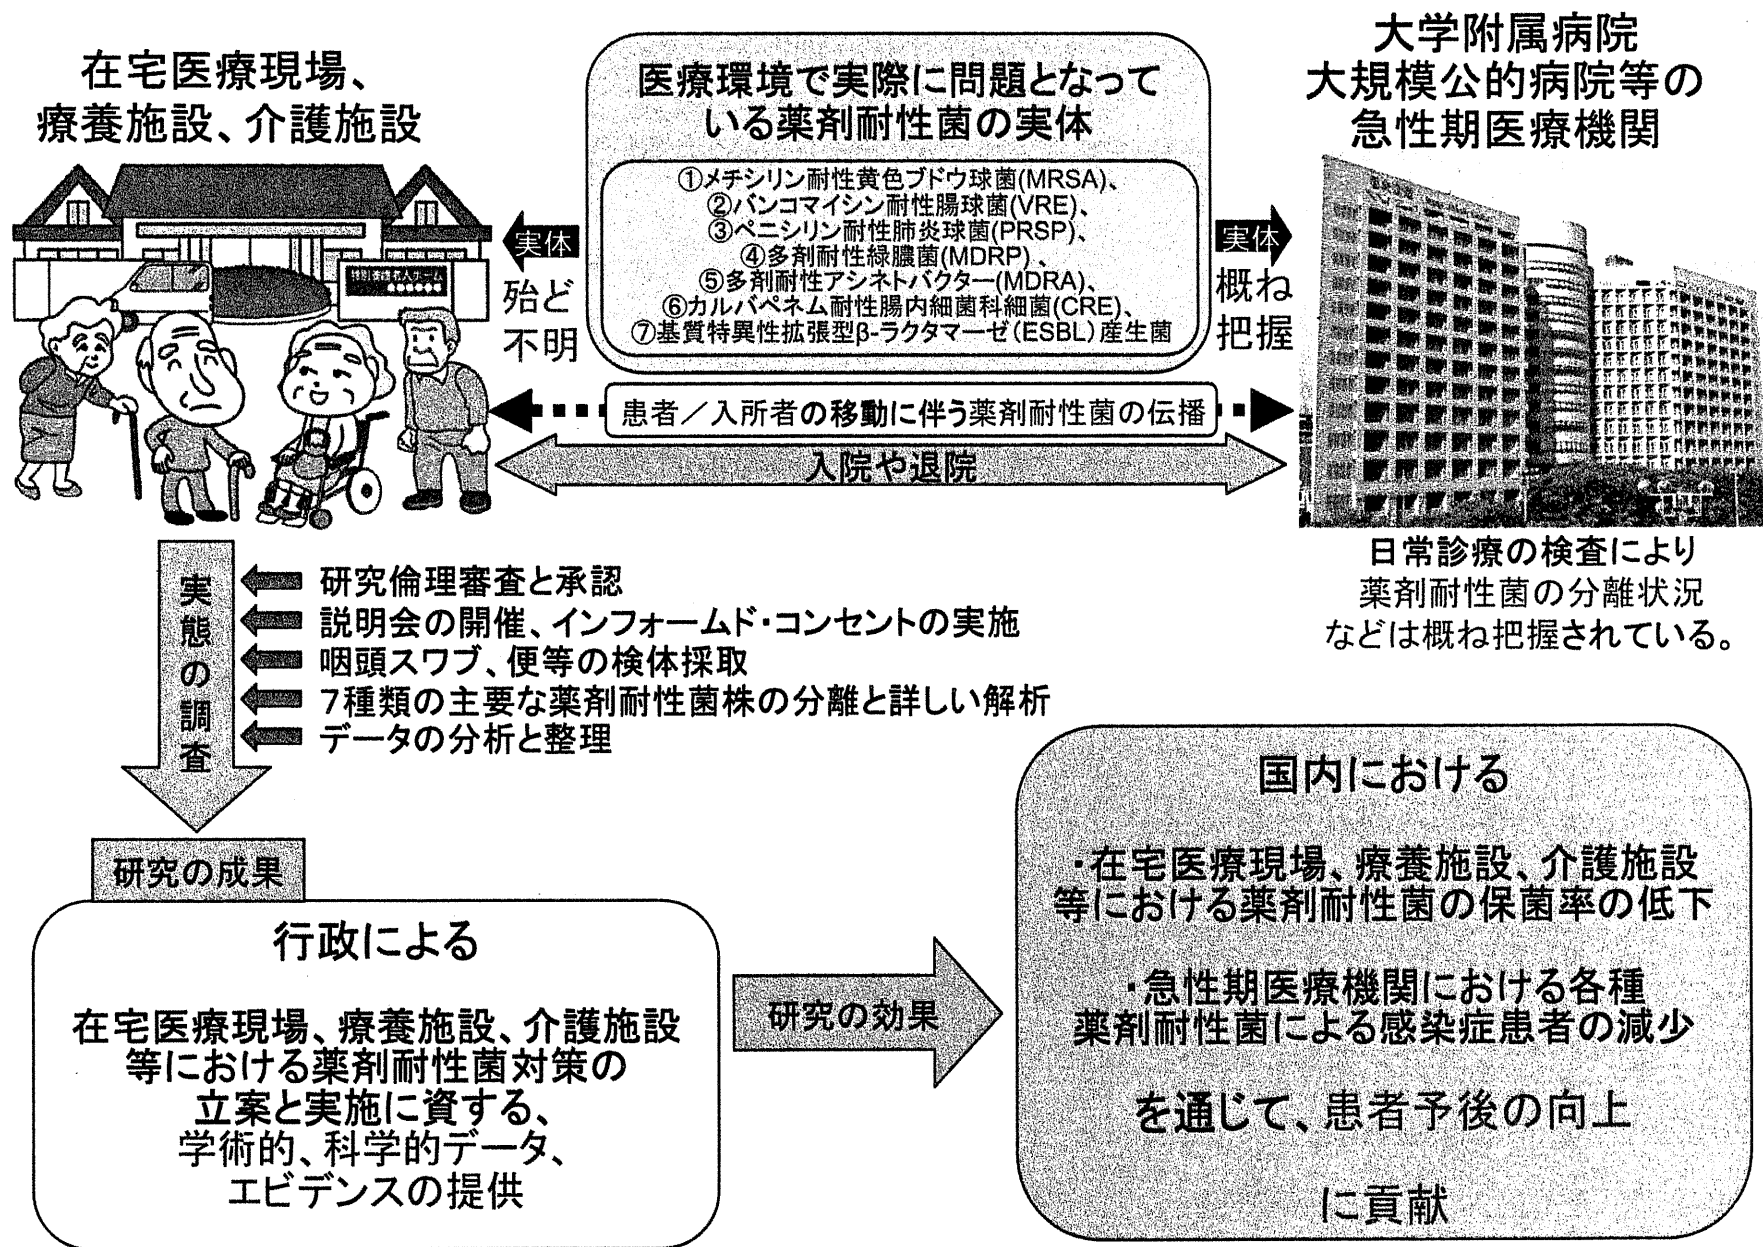 在宅医療現場、
療養施設、介護施設
医療環境で実際に問題となって
いる薬剤耐性菌の実体
①メチシリン耐性黄色ブドウ球菌(MRSA)、
②バンコマイシン耐性腸球菌(VRE)、
③ペニシリン耐性肺炎球菌(PRSP)、
④多剤耐性緑膿菌(MDRP)、
⑤多剤耐性アシネトバクター(MDRA)、
⑥カルバペネム耐性腸内細菌科細菌(CRE)、
⑦基質特異性拡張型β-ラクタマーゼ(ESBL)産生菌
大学附属病院
大規模公的病院等の
急性期医療機関
実体
殆ど
不明
実体
概ね
把握
患者／入所者の移動に伴う薬剤耐性菌の伝播
入院や退院
日常診療の検査により
薬剤耐性菌の分離状況
などは概ね把握されている。
実態の調査
研究倫理審査と承認
説明会の開催、インフォームド・コンセントの実施
咽頭スワブ、便等の検体採取
7種類の主要な薬剤耐性菌株の分離と詳しい解析
データの分析と整理
研究の成果
行政による
在宅医療現場、療養施設、介護施設
等における薬剤耐性菌対策の
立案と実施に資する、
学術的、科学的データ、
エビデンスの提供
研究の効果
国内における
・在宅医療現場、療養施設、介護施設
等における薬剤耐性菌の保菌率の低下
・急性期医療機関における各種
薬剤耐性菌による感染症患者の減少
を通じて、患者予後の向上
に貢献